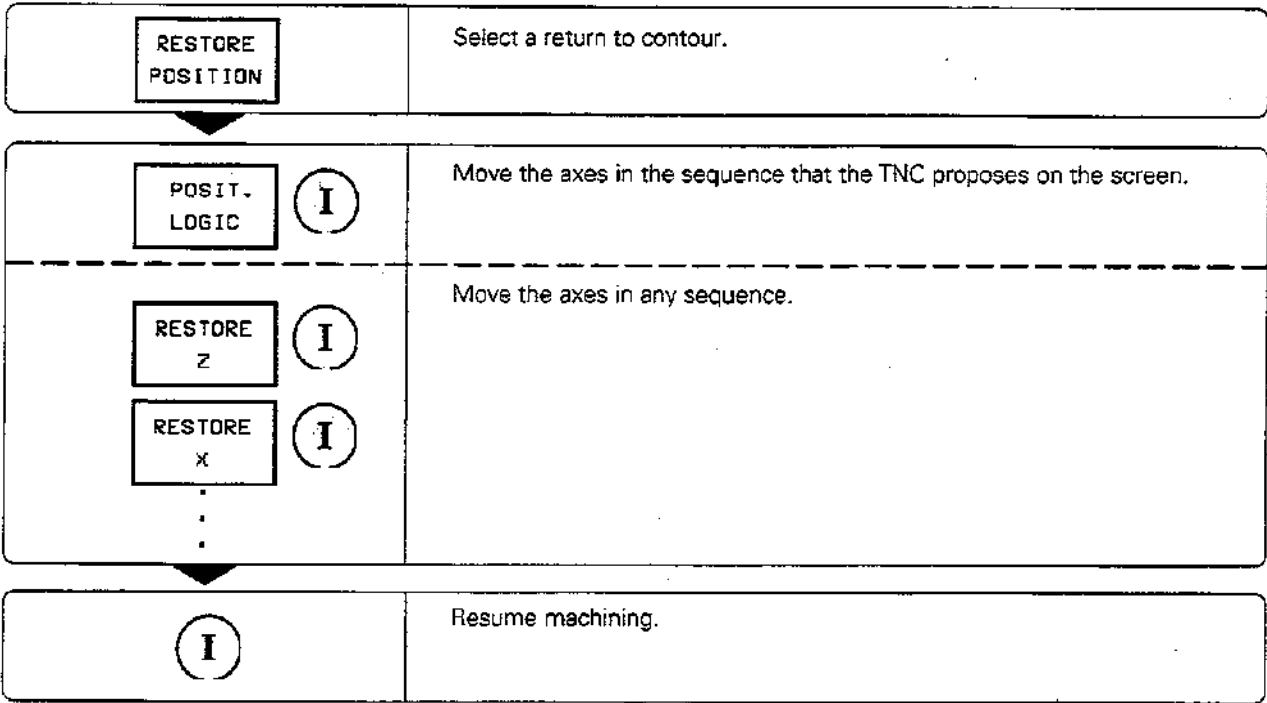 RESTORE
POSITION
Select a return to contour.
POSIT.
LOGIC
I
Move the axes in the sequence that the TNC proposes on the screen.
RESTORE
Z
I
Move the axes in any sequence.
RESTORE
X
I
I
Resume machining.